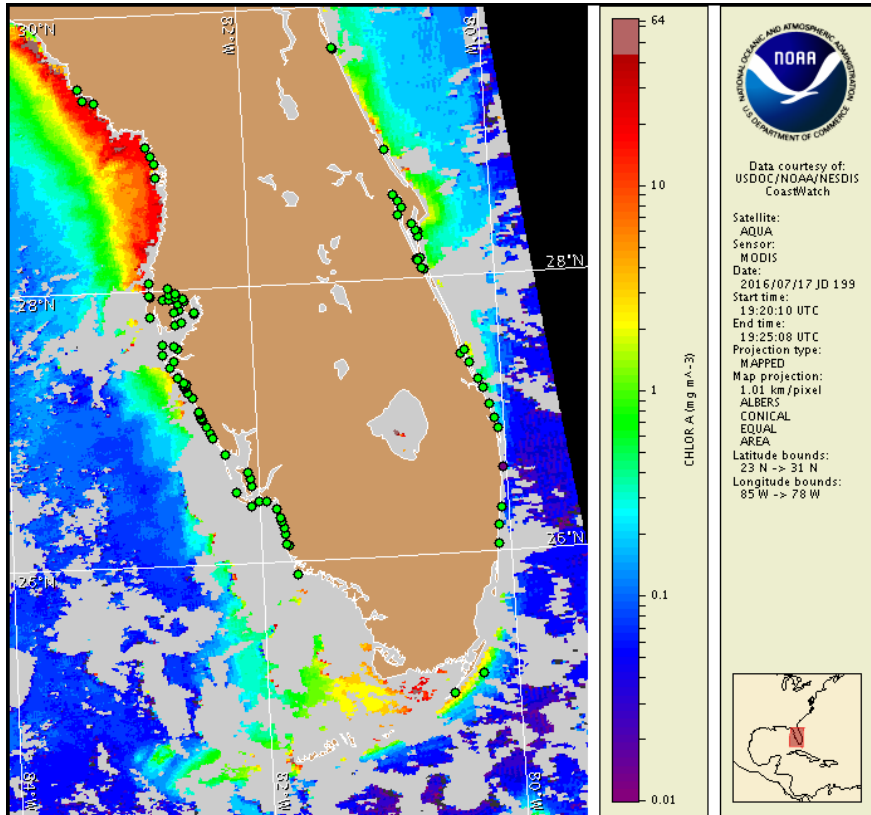 30°N
82°W
80°W
28°N
28°N
26°N
26°N
84°W
82°W
80°W
64
10
1
0.1
0.01
CHLOR A (mg m^-3)
NATIONAL OCEANIC AND ATMOSPHERIC ADMINISTRATION
NOAA
U.S. DEPARTMENT OF COMMERCE
Data courtesy of:
USDOC/NOAA/NESDIS
CoastWatch
Satellite:
AQUA
Sensor:
MODIS
Date:
2016/07/17 JD 199
Start time:
19:20:10 UTC
End time:
19:25:08 UTC
Projection type:
MAPPED
Map projection:
1.01 km/pixel
ALBERS
CONICAL
EQUAL
AREA
Latitude bounds:
23 N -> 31 N
Longitude bounds:
85 W -> 78 W